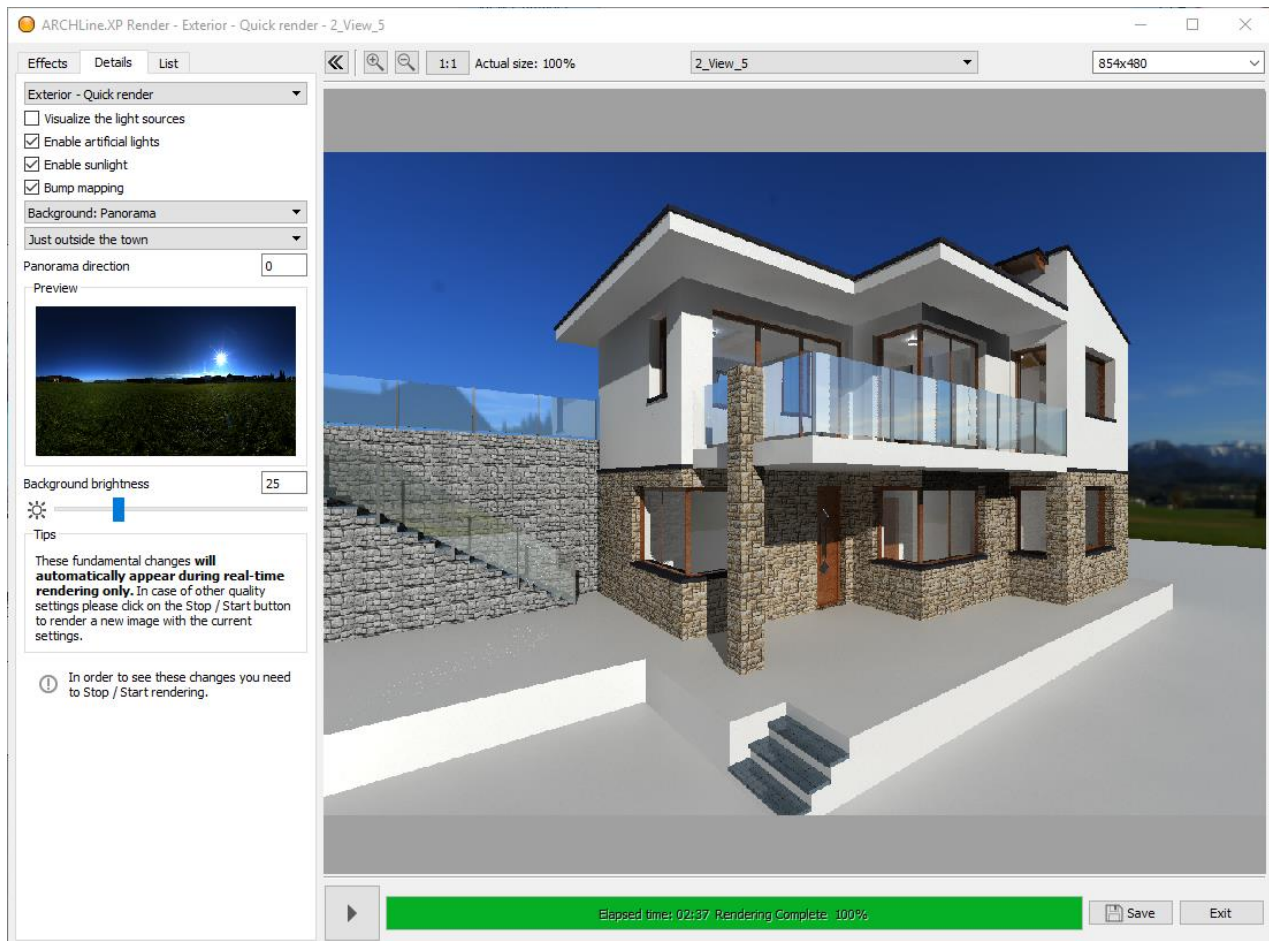 ARCHLine.XP Render - Exterior - Quick render - 2_View_5
Effects Details List
1:1 Actual size: 100% 2_View_5 854x480
Exterior - Quick render
Visualize the light sources
Enable artificial lights
Enable sunlight
Bump mapping
Background: Panorama
Just outside the town
Panorama direction 0
Preview
Background brightness 25
Tips
These fundamental changes will
automatically appear during real-time
rendering only. In case of other quality
settings please click on the Stop / Start button
to render a new image with the current
settings.
In order to see these changes you need
to Stop / Start rendering.
Elapsed time: 02:37 Rendering Complete 100% Save Exit